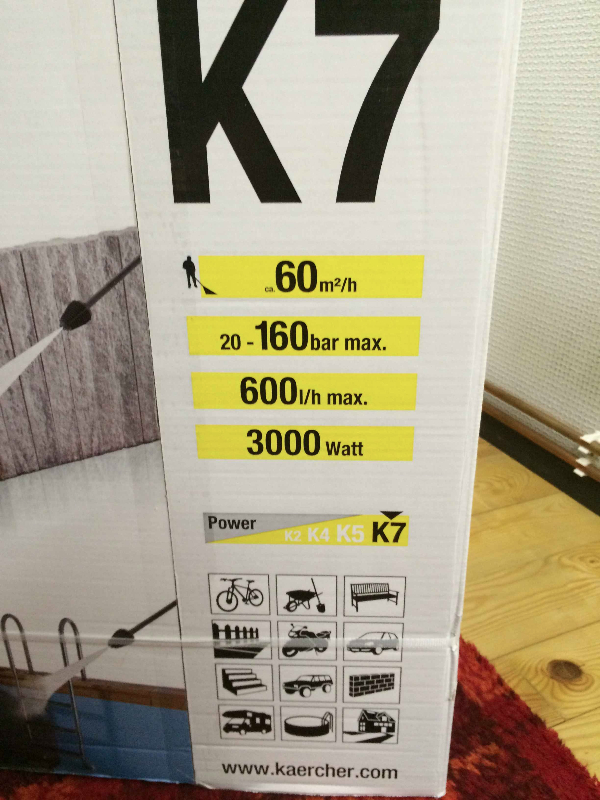 K7
ca. 60 m²/h
20 - 160 bar max.
600 l/h max.
3000 Watt
Power K2 K4 K5 K7
www.kaercher.com